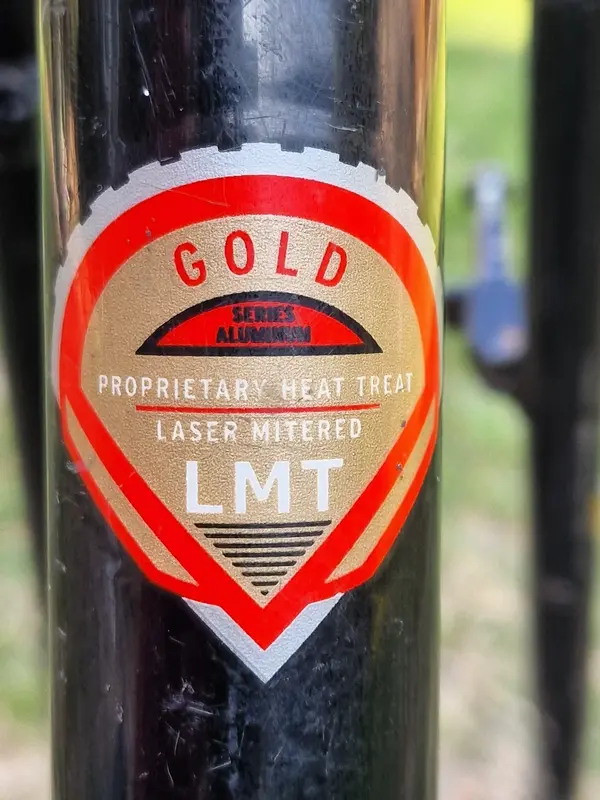 GOLD
SERIES
ALUMINUM
PROPRIETARY HEAT TREAT
LASER MITERED
LMT